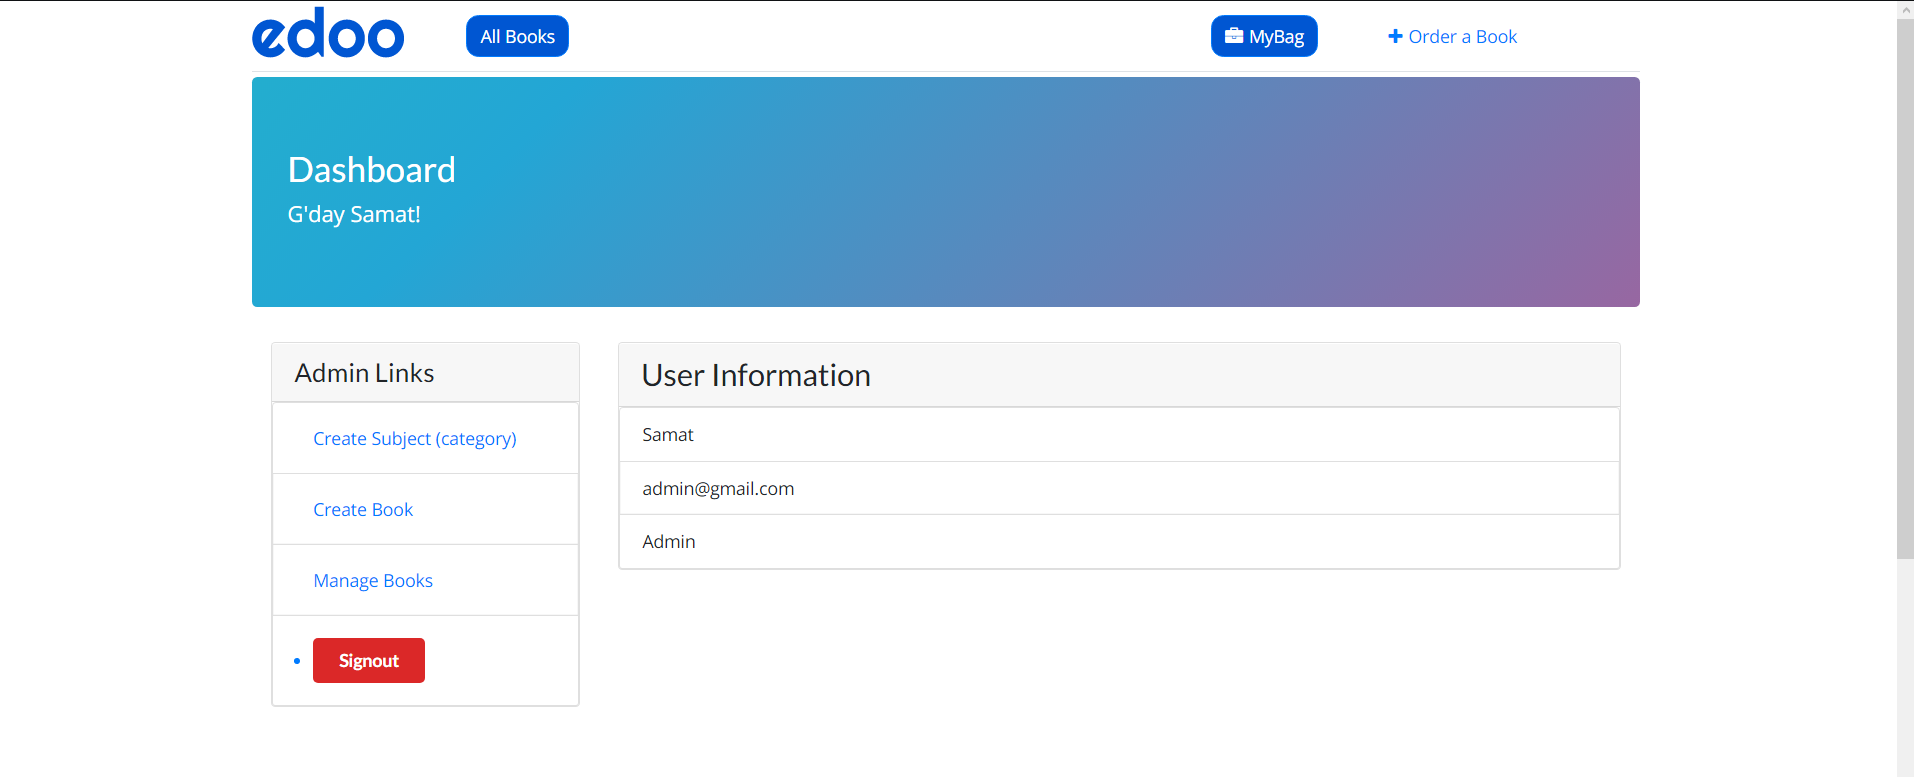 edoo
All Books
MyBag
Order a Book
Dashboard
G'day Samat!
Admin Links
Create Subject (category)
Create Book
Manage Books
Signout
User Information
Samat
admin@gmail.com
Admin